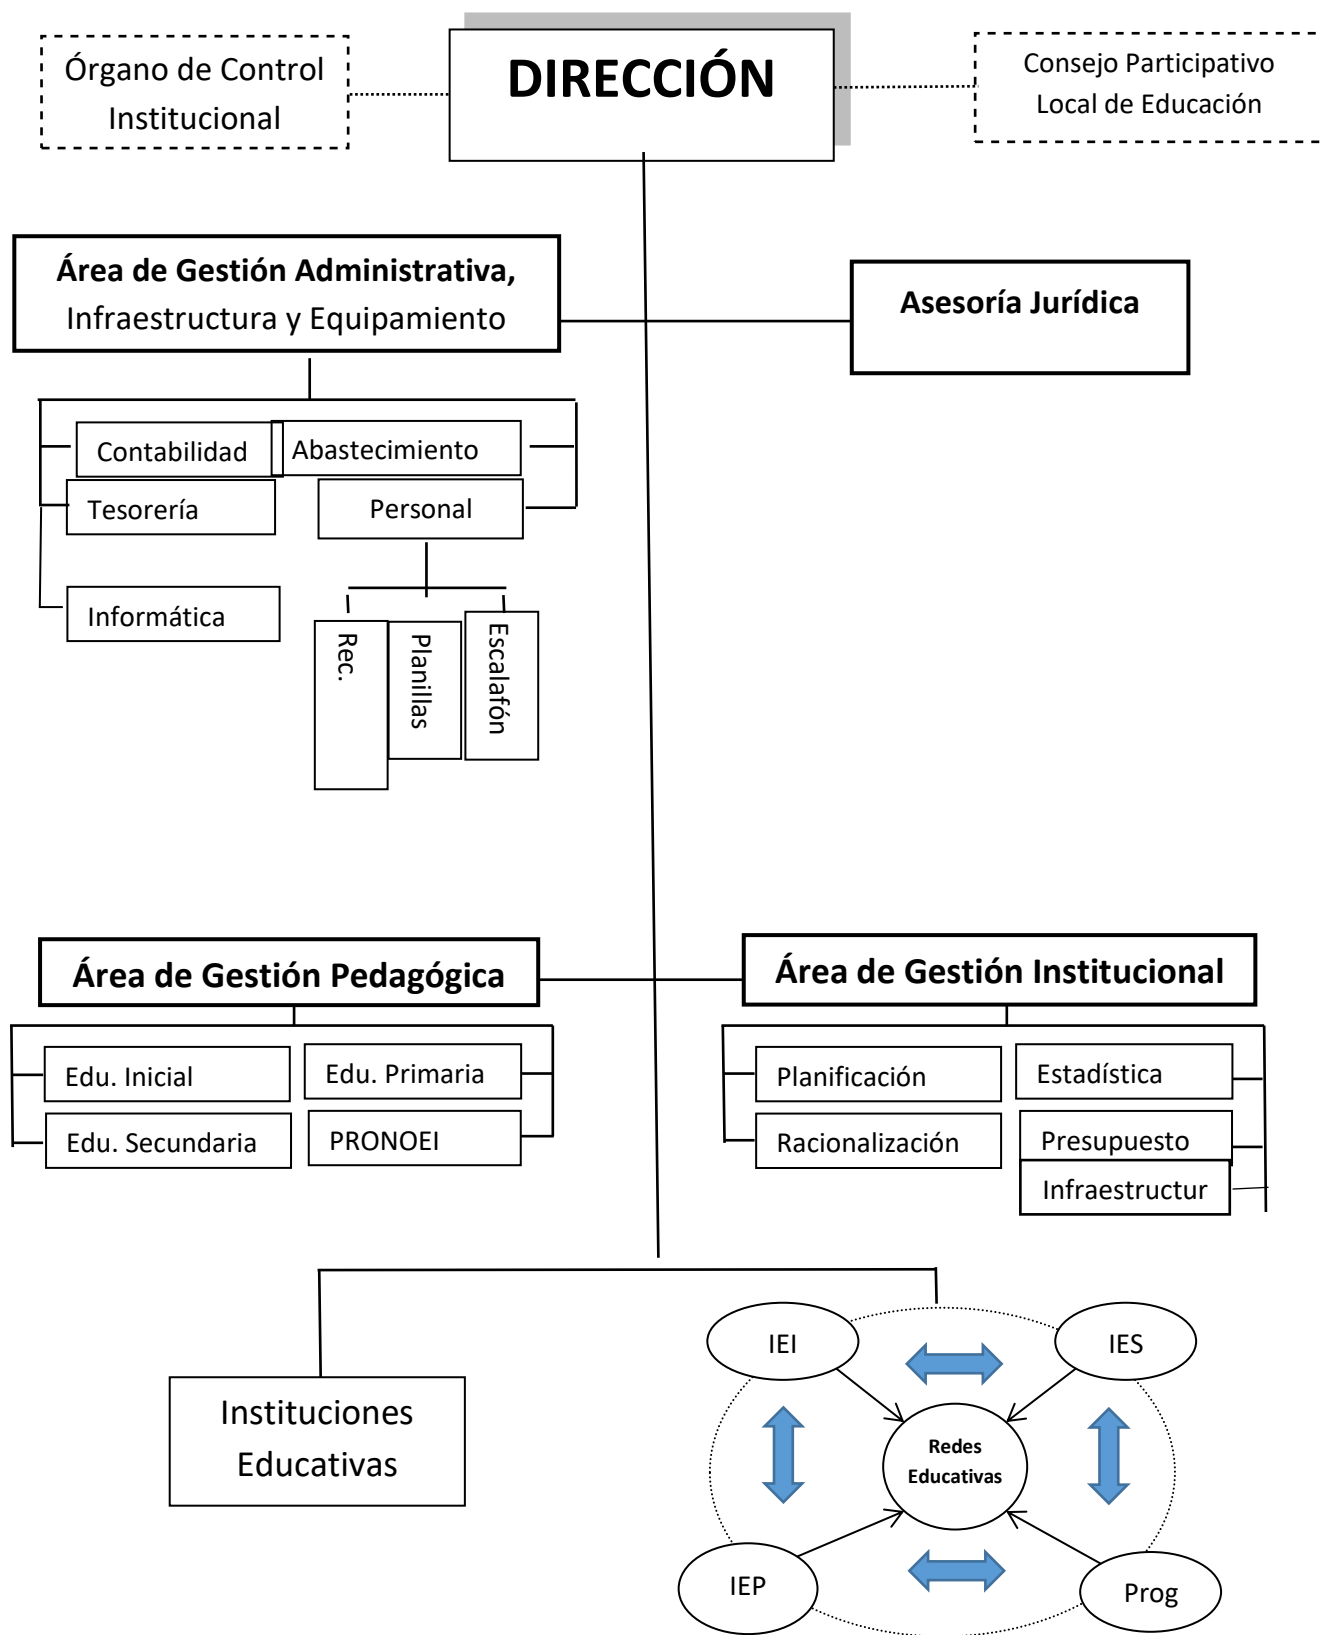 Órgano de Control
Institucional
DIRECCIÓN
Consejo Participativo
Local de Educación
Área de Gestión Administrativa,
Infraestructura y Equipamiento
Asesoría Jurídica
Contabilidad
Abastecimiento
Tesorería
Personal
Informática
Rec.
Planillas
Escalafón
Área de Gestión Pedagógica
Área de Gestión Institucional
Edu. Inicial
Edu. Primaria
Planificación
Estadística
Edu. Secundaria
PRONOEI
Racionalización
Presupuesto
Infraestructur
IEI
IES
Instituciones
Educativas
Redes
Educativas
IEP
Prog